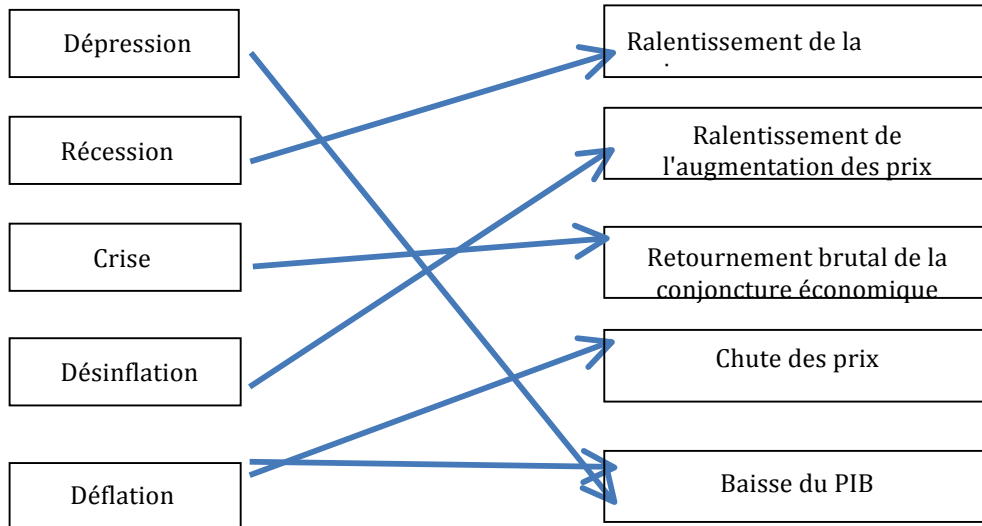 Dépression
Ralentissement de la
Récession
Ralentissement de
l'augmentation des prix
Crise
Retournement brutal de la
conjoncture économique
Désinflation
Chute des prix
Déflation
Baisse du PIB